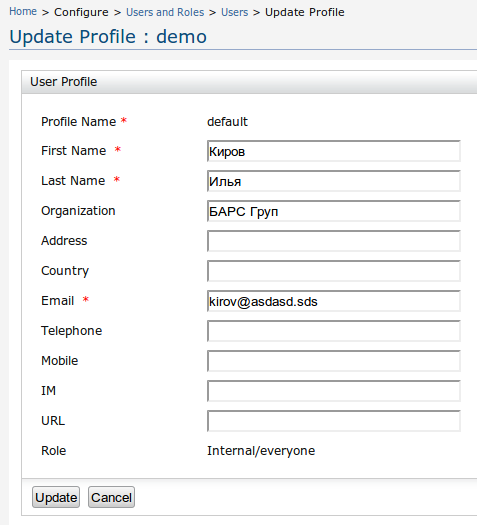 Home > Configure > Users and Roles > Users > Update Profile
Update Profile : demo
User Profile
Profile Name * default
First Name * Киров
Last Name * Илья
Organization БАРС Груп
Address
Country
Email * kirov@asdasd.sds
Telephone
Mobile
IM
URL
Role Internal/everyone
Update Cancel